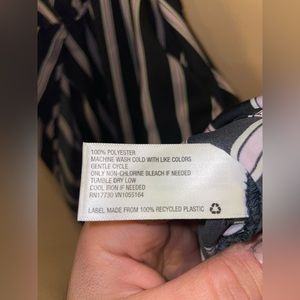 100% POLYESTER
MACHINE WASH COLD WITH LIKE COLORS
GENTLE CYCLE
ONLY NON-CHLORINE BLEACH IF NEEDED
TUMBLE DRY LOW
COOL IRON IF NEEDED
RN17730 VN1055164
LABEL MADE FROM 100% RECYCLED PLASTIC